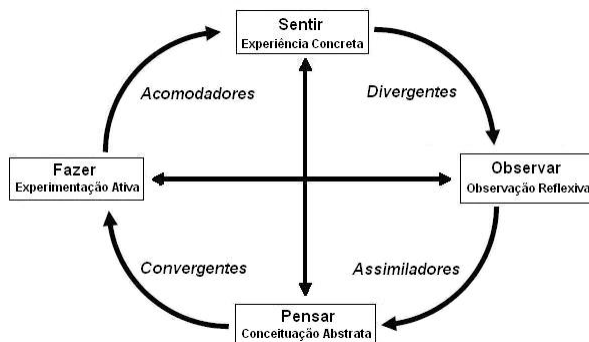 Sentir
Experiência Concreta
Acomodadores
Divergentes
Fazer
Experimentação Ativa
Observar
Observação Reflexiva
Convergentes
Assimiladores
Pensar
Conceituação Abstrata